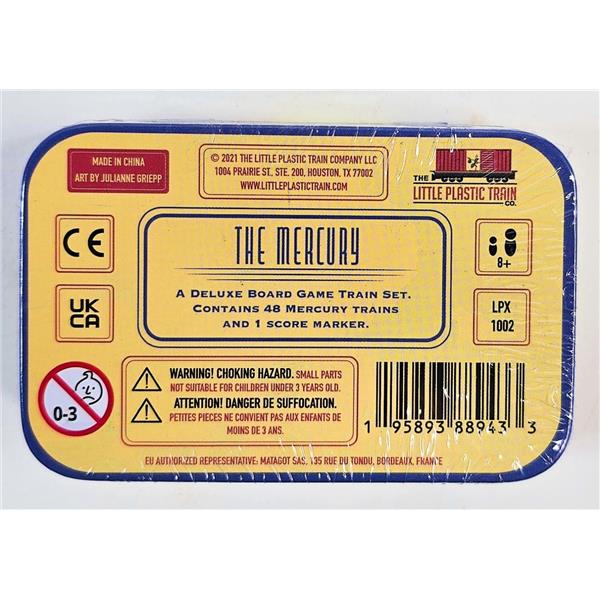 MADE IN CHINA
ART BY JULIANNE GRIEPP
© 2021 THE LITTLE PLASTIC TRAIN COMPANY LLC
1004 PRAIRIE ST., STE. 200, HOUSTON, TX 77002
WWW.LITTLEPLASTICTRAIN.COM
THE
LITTLE PLASTIC TRAIN
CO.
CE
UK
CA
THE MERCURY
A DELUXE BOARD GAME TRAIN SET.
CONTAINS 48 MERCURY TRAINS
AND 1 SCORE MARKER.
8+
LPX
1002
0-3
WARNING! CHOKING HAZARD. SMALL PARTS
NOT SUITABLE FOR CHILDREN UNDER 3 YEARS OLD.
ATTENTION! DANGER DE SUFFOCATION.
PETITES PIECES NE CONVIENT PAS AUX ENFANTS DE
MOINS DE 3 ANS.
1 95893 88943 3
EU AUTHORIZED REPRESENTATIVE: MATAGOT SAS, 135 RUE DU TONDU, BORDEAUX, FRANCE